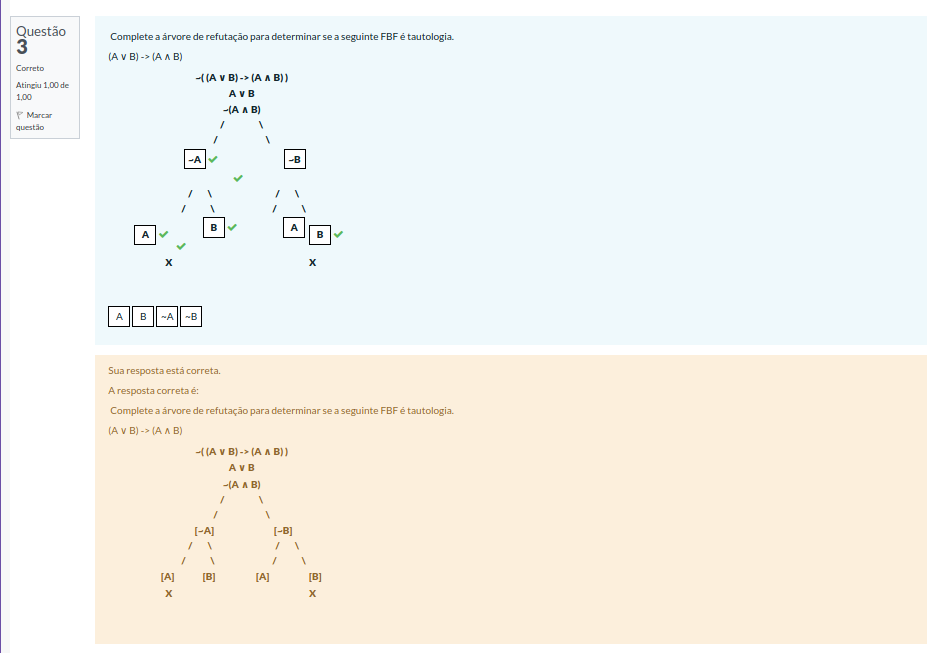 Questão
3
Correto
Atingiu 1,00 de
1,00
Marcar
questão
Complete a árvore de refutação para determinar se a seguinte FBF é tautologia.
(A ∨ B) -> (A ∧ B)
¬( (A ∨ B) -> (A ∧ B) )
A ∨ B
¬(A ∧ B)
/ \
/ \
¬A ¬B
/ \ / \
/ \ / \
A B A B
X X
A B ~A ~B
Sua resposta está correta.
A resposta correta é:
Complete a árvore de refutação para determinar se a seguinte FBF é tautologia.
(A ∨ B) -> (A ∧ B)
¬( (A ∨ B) -> (A ∧ B) )
A ∨ B
¬(A ∧ B)
/ \
/ \
[¬A] [¬B]
/ \ / \
/ \ / \
[A] [B] [A] [B]
X X